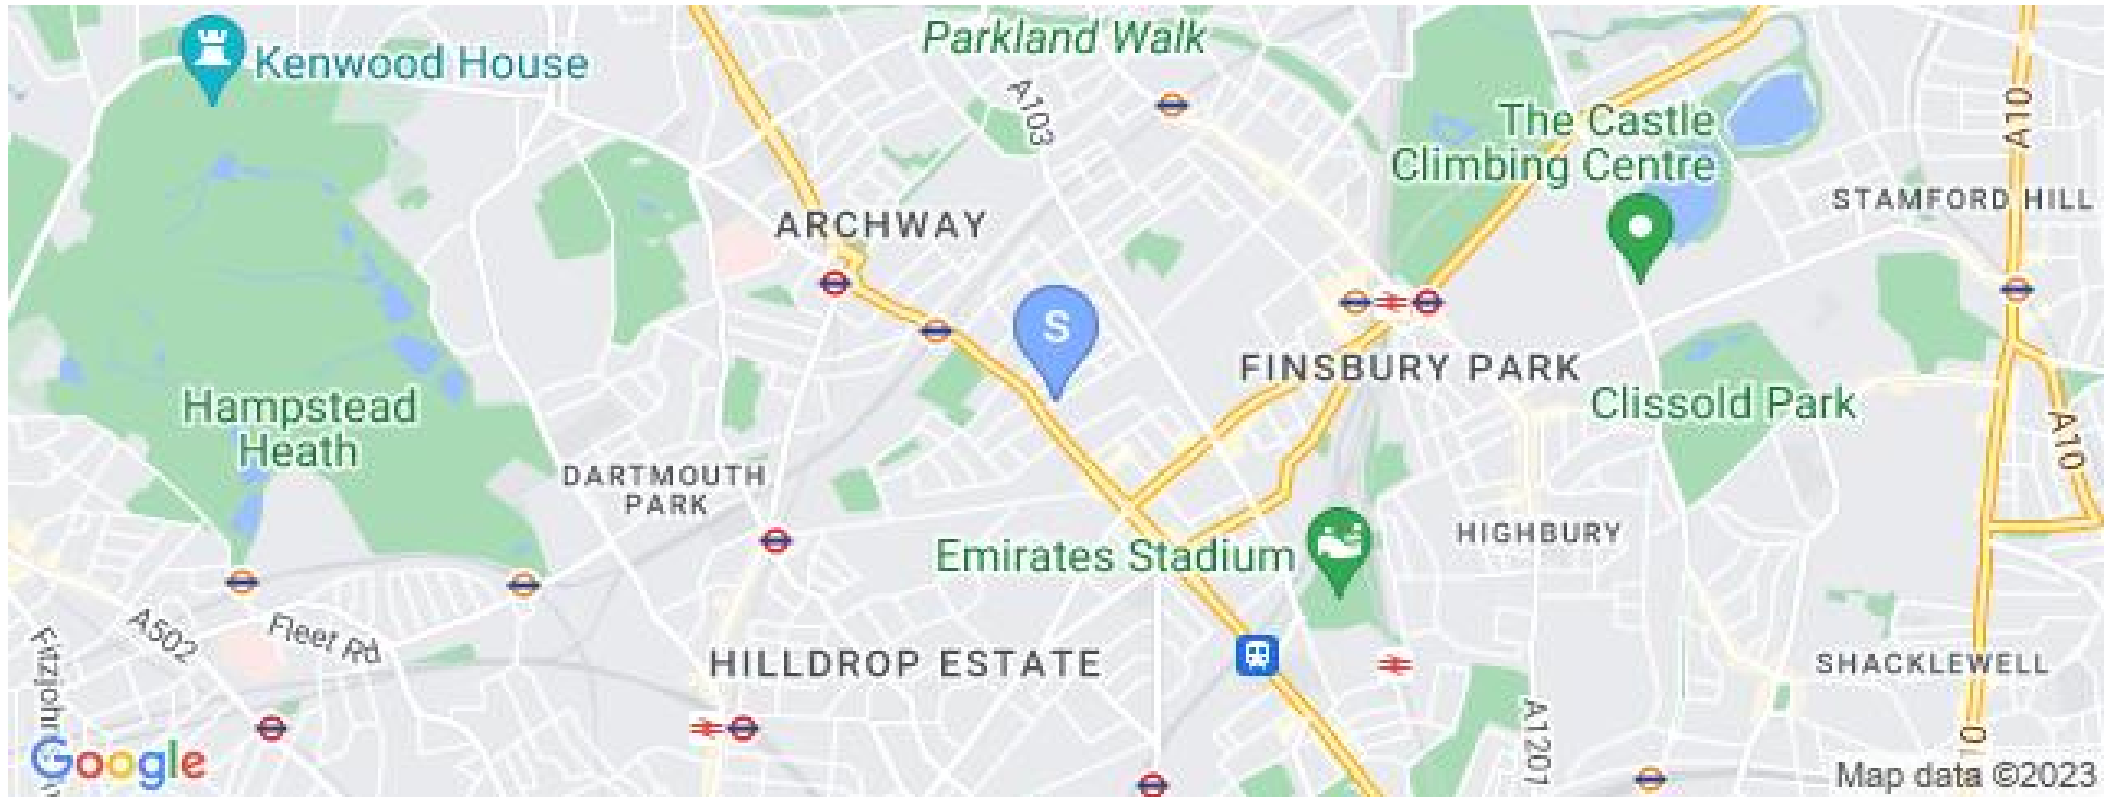 Parkland Walk
Kenwood House
A103
A10
The Castle
Climbing Centre
STAMFORD HILL
ARCHWAY
S
FINSBURY PARK
Clissold Park
Hampstead
Heath
A10
DARTMOUTH
PARK
HIGHBURY
Emirates Stadium
A502
Fleet Rd
HILLDROP ESTATE
SHACKLEWELL
A1201
Google
Map data ©2023